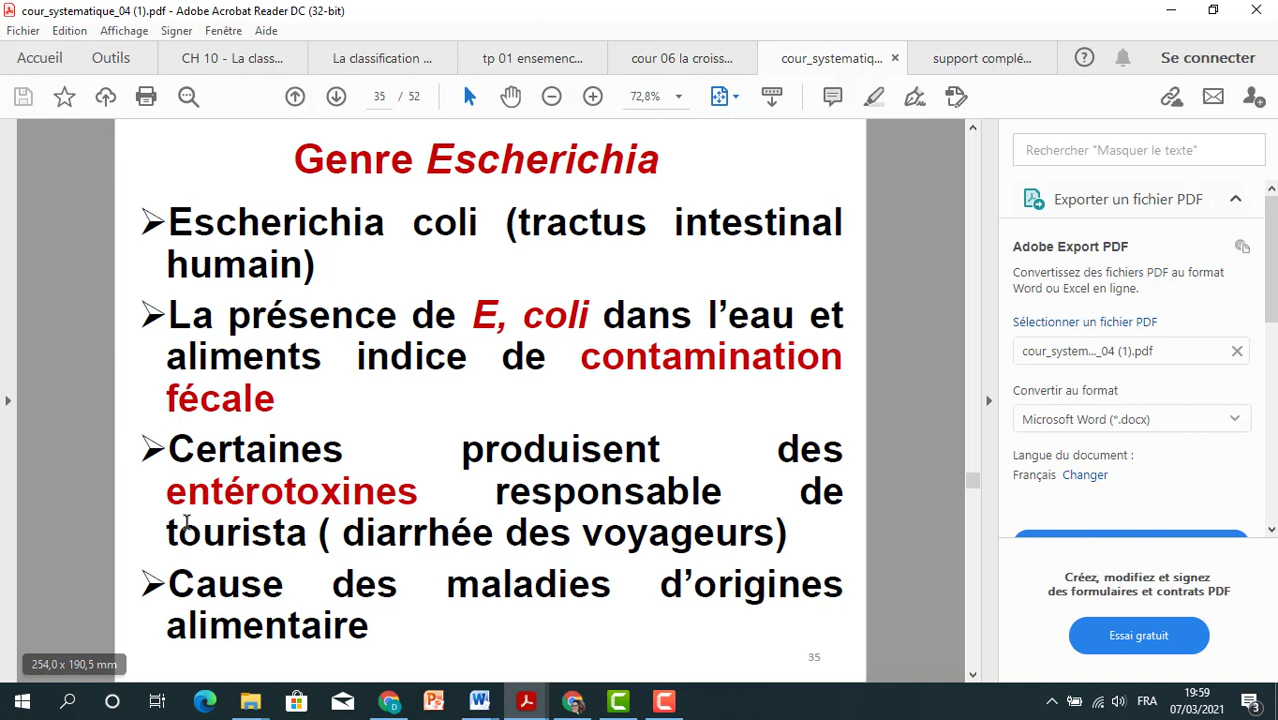 cour_systematique_04 (1).pdf - Adobe Acrobat Reader DC (32-bit)
Fichier Edition Affichage Signer Fenêtre Aide
Accueil Outils CH 10 - La class... La classification ... tp 01 ensemenc... cour 06 la croiss... cour_systematiq... × support complé... Se connecter
35 / 52 72,8%
Genre Escherichia
Escherichia coli (tractus intestinal
humain)
La présence de E, coli dans l’eau et
aliments indice de contamination
fécale
Certaines produisent des
entérotoxines responsable de
tourista ( diarrhée des voyageurs)
Cause des maladies d’origines
alimentaire
35
254,0 x 190,5 mm
Rechercher "Masquer le texte"
Exporter un fichier PDF
Adobe Export PDF
Convertissez des fichiers PDF au format
Word ou Excel en ligne.
Sélectionner un fichier PDF
cour_system..._04 (1).pdf
Convertir au format
Microsoft Word (*.docx)
Langue du document :
Français Changer
Créez, modifiez et signez
des formulaires et contrats PDF
Essai gratuit
FRA
19:59
07/03/2021
3